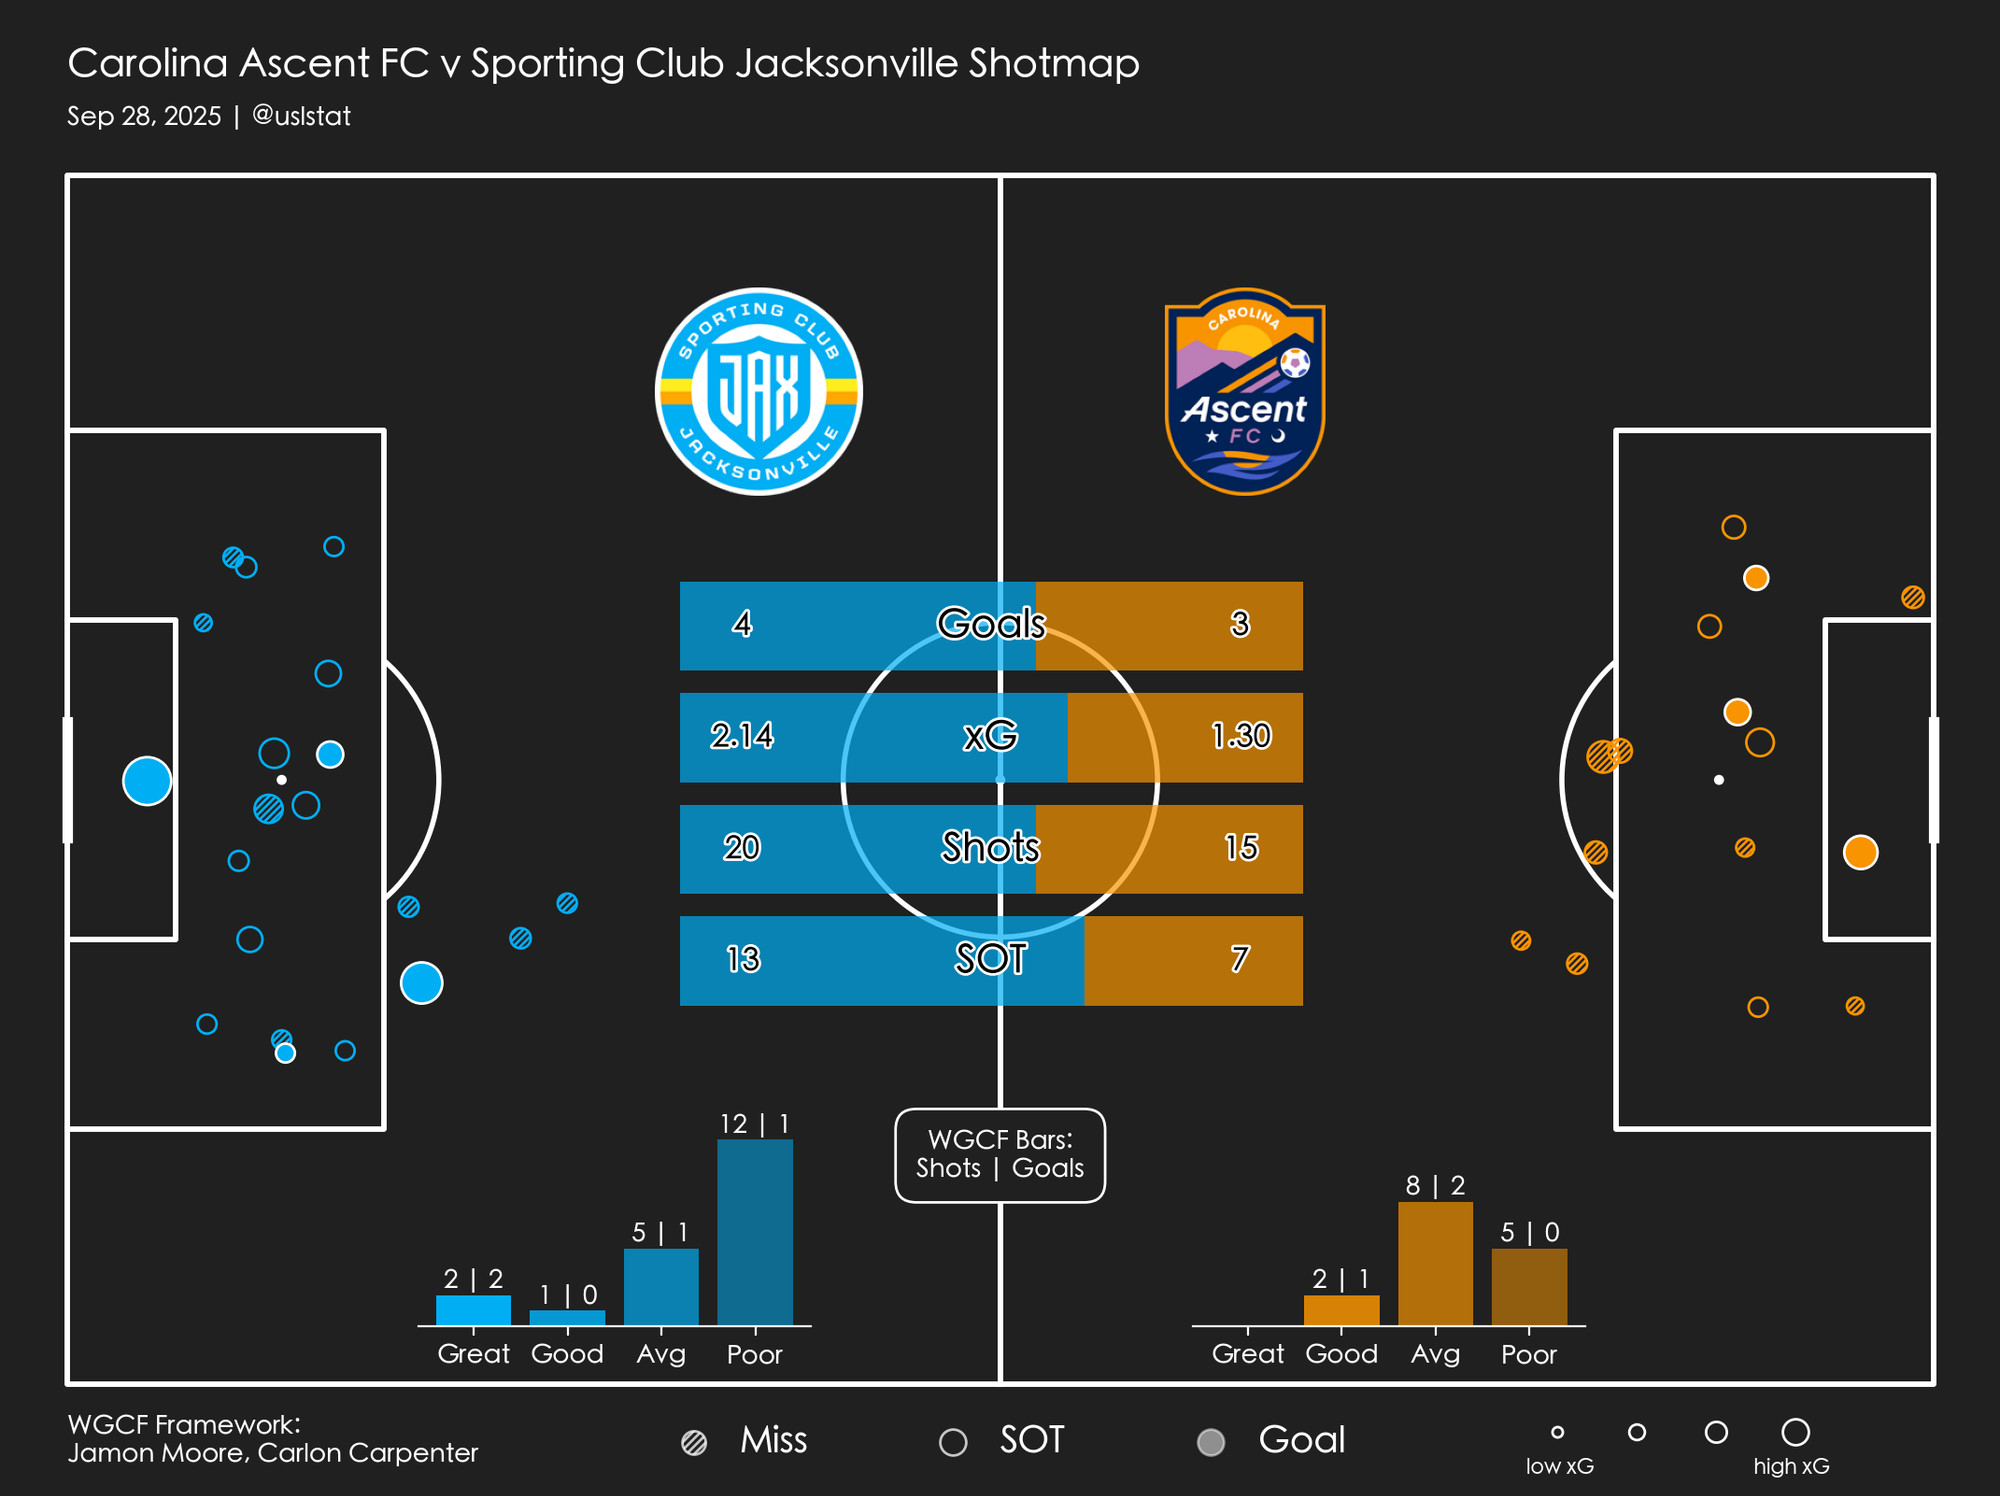 Carolina Ascent FC v Sporting Club Jacksonville Shotmap
Sep 28, 2025 | @uslstat
SPORTING CLUB
JAX
JACKSONVILLE
CAROLINA
Ascent
FC
4 Goals 3
2.14 xG 1.30
20 Shots 15
13 SOT 7
WGCF Bars:
Shots | Goals
2 | 2
1 | 0
5 | 1
12 | 1
Great Good Avg Poor
2 | 1
8 | 2
5 | 0
Great Good Avg Poor
WGCF Framework:
Jamon Moore, Carlon Carpenter
Miss SOT Goal
low xG high xG